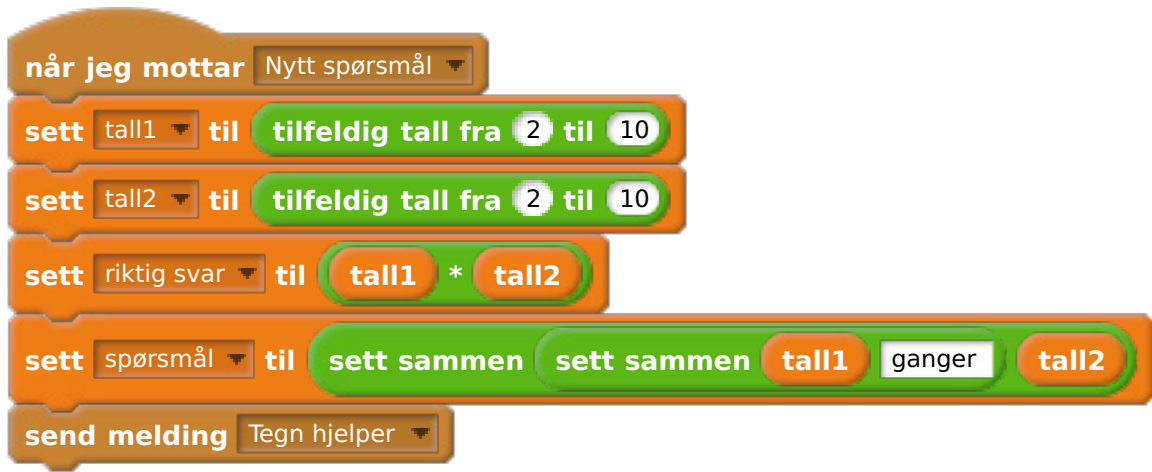 når jeg mottar Nytt spørsmål
sett tall1 til tilfeldig tall fra 2 til 10
sett tall2 til tilfeldig tall fra 2 til 10
sett riktig svar til tall1 * tall2
sett spørsmål til sett sammen sett sammen tall1 ganger tall2
send melding Tegn hjelper